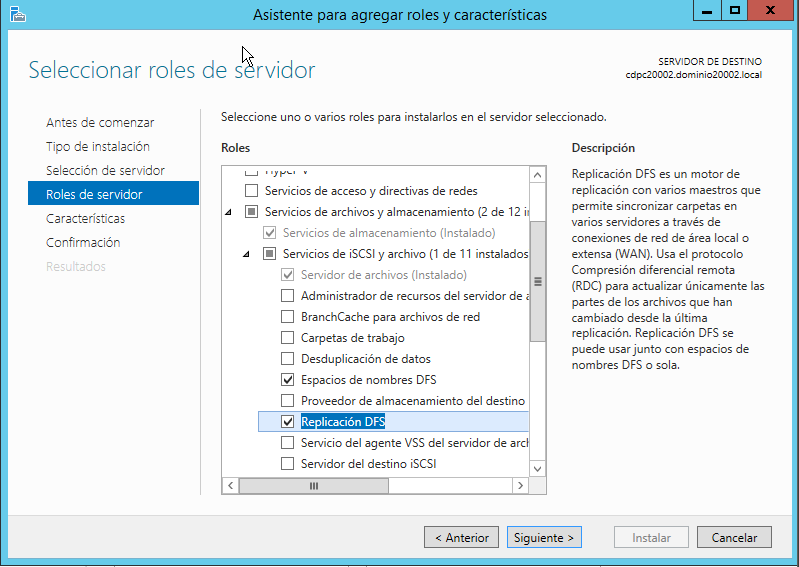 Asistente para agregar roles y características
Seleccionar roles de servidor
SERVIDOR DE DESTINO
cdpc20002.dominio20002.local
Antes de comenzar
Tipo de instalación
Selección de servidor
Roles de servidor
Características
Confirmación
Resultados
Seleccione uno o varios roles para instalarlos en el servidor seleccionado.
Roles
Hyper-V
Servicios de acceso y directivas de redes
Servicios de archivos y almacenamiento (2 de 12 i
Servicios de almacenamiento (Instalado)
Servicios de iSCSI y archivo (1 de 11 instalados
Servidor de archivos (Instalado)
Administrador de recursos del servidor de a
BranchCache para archivos de red
Carpetas de trabajo
Desduplicación de datos
Espacios de nombres DFS
Proveedor de almacenamiento del destino
Replicación DFS
Servicio del agente VSS del servidor de arch
Servidor del destino iSCSI
Descripción
Replicación DFS es un motor de
replicación con varios maestros que
permite sincronizar carpetas en
varios servidores a través de
conexiones de red de área local o
extensa (WAN). Usa el protocolo
Compresión diferencial remota
(RDC) para actualizar únicamente las
partes de los archivos que han
cambiado desde la última
replicación. Replicación DFS se
puede usar junto con espacios de
nombres DFS o sola.
< Anterior
Siguiente >
Instalar
Cancelar